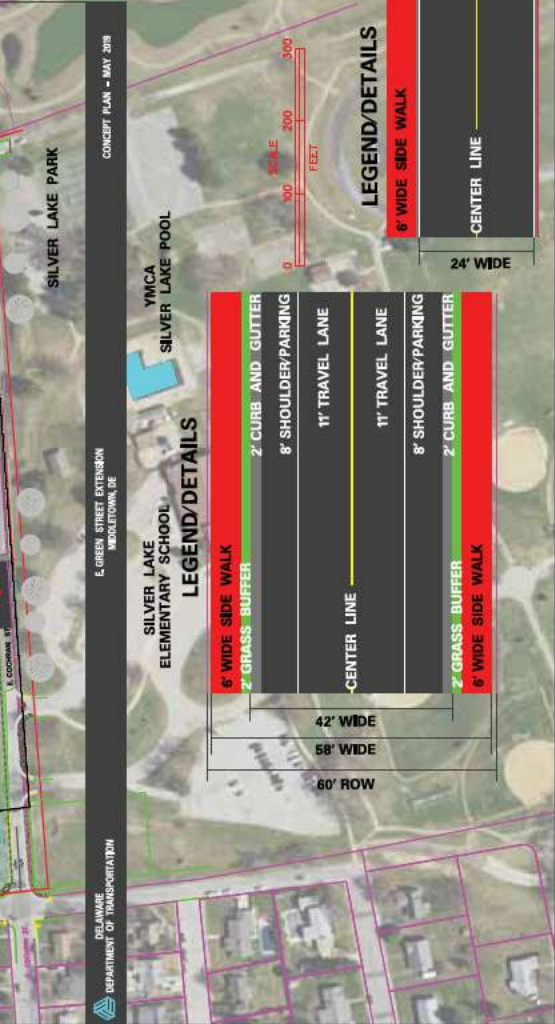 SILVER LAKE PARK
CONCEPT PLAN - MAY 2019
E. GREEN STREET EXTENSION
MIDDLETOWN, DE
DELAWARE
DEPARTMENT OF TRANSPORTATION
E. COCHRAN ST
YMCA
SILVER LAKE POOL
SILVER LAKE
ELEMENTARY SCHOOL
SCALE
0 100 200 300
FEET
LEGEND/DETAILS
6' WIDE SIDE WALK
2' GRASS BUFFER
2' CURB AND GUTTER
8' SHOULDER/PARKING
11' TRAVEL LANE
CENTER LINE
11' TRAVEL LANE
8' SHOULDER/PARKING
2' CURB AND GUTTER
2' GRASS BUFFER
6' WIDE SIDE WALK
42' WIDE
58' WIDE
60' ROW
LEGEND/DETAILS
6' WIDE SIDE WALK
CENTER LINE
24' WIDE